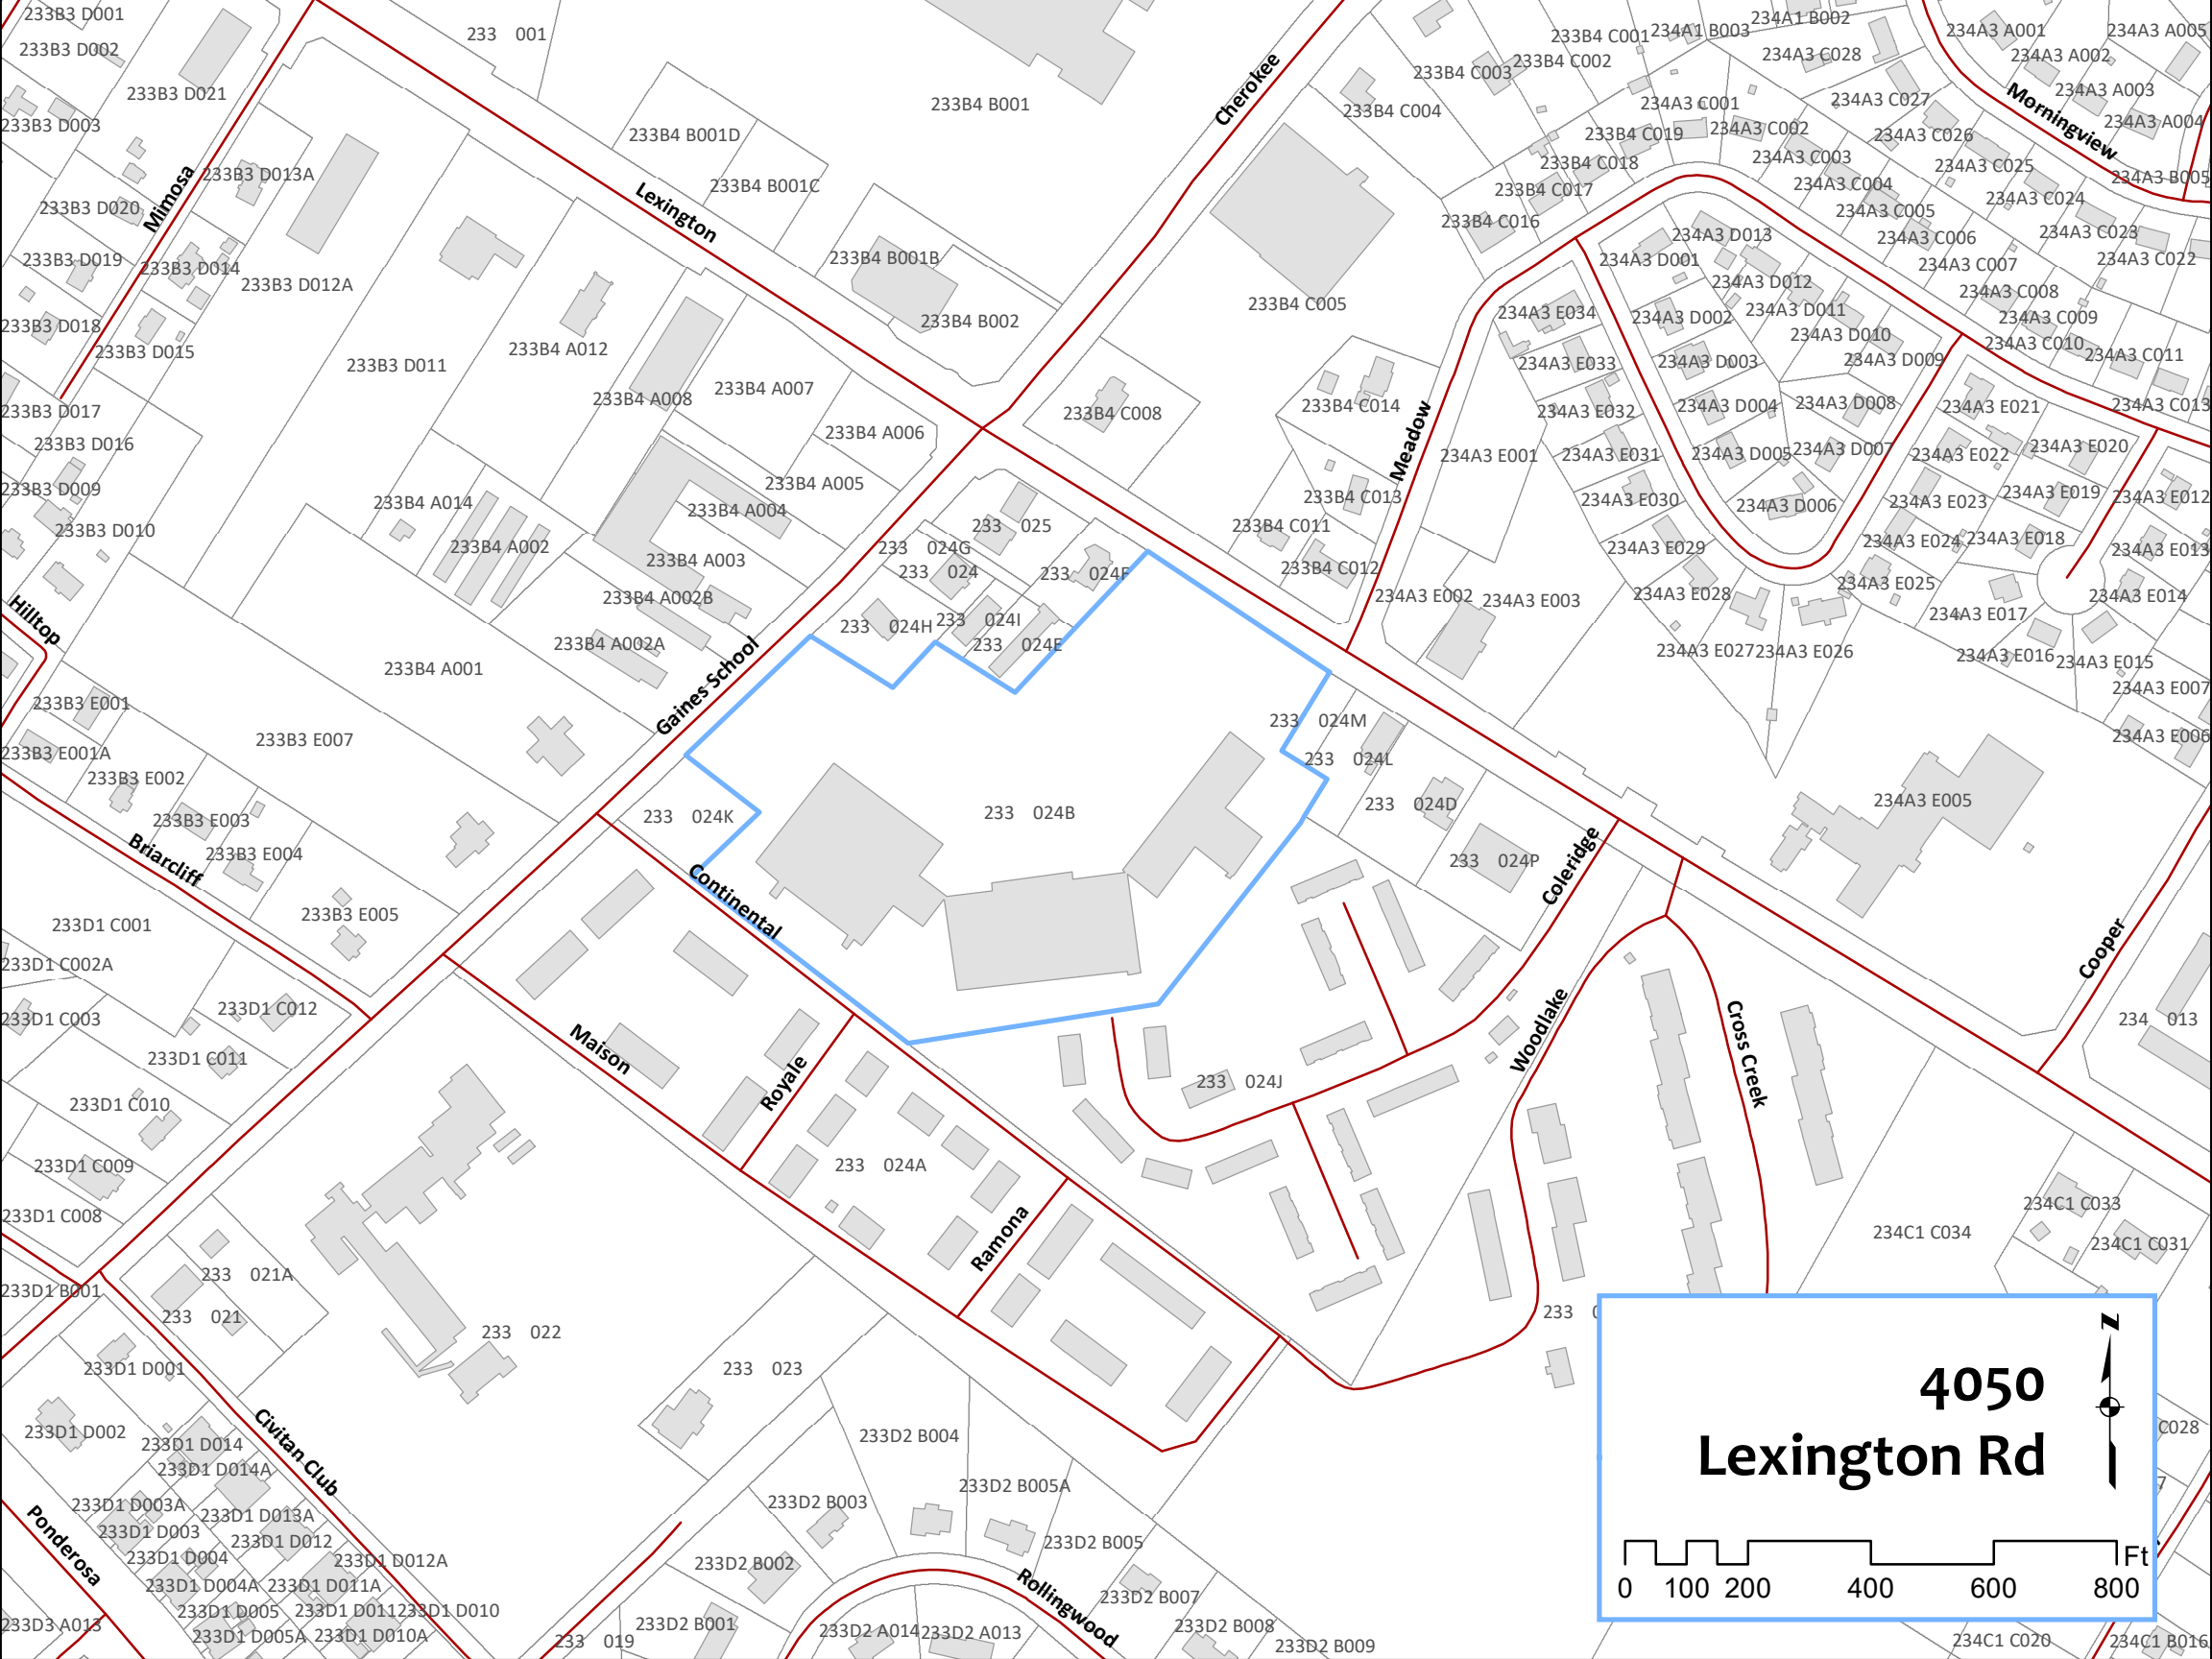 233B3 D001
233B3 D002
233B3 D021
233B3 D003
233 001
233B4 B001D
233B4 B001C
233B4 B001
233B4 B001B
233B4 B002
Cherokee
Lexington
Mimosa
233B3 D013A
233B3 D020
233B3 D019
233B3 D014
233B3 D012A
233B3 D018
233B3 D015
233B3 D017
233B3 D016
233B3 D009
233B3 D010
233B3 D011
233B4 A012
233B4 A008
233B4 A007
233B4 A006
233B4 A005
233B4 A004
233B4 A014
233B4 A002
233B4 A003
233B4 A002B
233B4 A002A
233B4 A001
233B4 C001
234A1 B003
234A1 B002
233B4 C002
233B4 C003
233B4 C004
234A3 C028
234A3 A001
234A3 A005
234A3 A002
234A3 A003
234A3 A004
Morningview
234A3 B005
234A3 C027
234A3 C001
233B4 C019
234A3 C002
233B4 C018
234A3 C003
233B4 C017
234A3 C004
233B4 C016
234A3 C005
234A3 C026
234A3 C025
234A3 C024
234A3 C023
234A3 C022
234A3 C006
234A3 C007
234A3 C008
234A3 C009
234A3 C010
234A3 C011
234A3 C013
234A3 D013
234A3 D001
234A3 D012
234A3 D011
234A3 D002
234A3 D010
234A3 D009
234A3 D003
234A3 D004
234A3 D008
234A3 D005
234A3 D007
234A3 D006
233B4 C005
233B4 C008
233B4 C014
233B4 C013
233B4 C011
233B4 C012
Meadow
234A3 E034
234A3 E033
234A3 E032
234A3 E001
234A3 E031
234A3 E030
234A3 E029
234A3 E028
234A3 E002
234A3 E003
234A3 E027
234A3 E026
234A3 E025
234A3 E024
234A3 E023
234A3 E022
234A3 E021
234A3 E020
234A3 E019
234A3 E018
234A3 E017
234A3 E016
234A3 E015
234A3 E012
234A3 E013
234A3 E014
234A3 E007
234A3 E006
234A3 E005
233 025
233 024G
233 024
233 024F
233 024H
233 024I
233 024E
Gaines School
233 024K
233 024B
233 024M
233 024L
233 024D
233 024P
Coleridge
Hilltop
233B3 E001
233B3 E001A
233B3 E002
233B3 E003
233B3 E004
233B3 E007
233B3 E005
Briarcliff
Continental
233D1 C001
233D1 C002A
233D1 C003
233D1 C012
233D1 C011
233D1 C010
233D1 C009
233D1 C008
233D1 B001
Maison
Royale
Ramona
233 024A
233 024J
Woodlake
Cross Creek
Cooper
234 013
234C1 C033
234C1 C031
234C1 C034
233 021A
233 021
233 022
233 023
233D1 D001
233D1 D002
233D1 D014
233D1 D014A
Civitan Club
233D1 D003A
233D1 D003
233D1 D013A
233D1 D012
233D1 D004
233D1 D012A
233D1 D004A
233D1 D011A
233D1 D005
233D1 D011
233D1 D010
233D1 D005A
233D1 D010A
Ponderosa
233D3 A013
233 019
233D2 B004
233D2 B003
233D2 B005A
233D2 B005
233D2 B002
233D2 B001
233D2 B007
233D2 B008
233D2 B009
Rollingwood
233D2 A014
233D2 A013
233
C028
7
234C1 C020
234C1 B016
4050
Lexington Rd
N
0 100 200 400 600 800
Ft